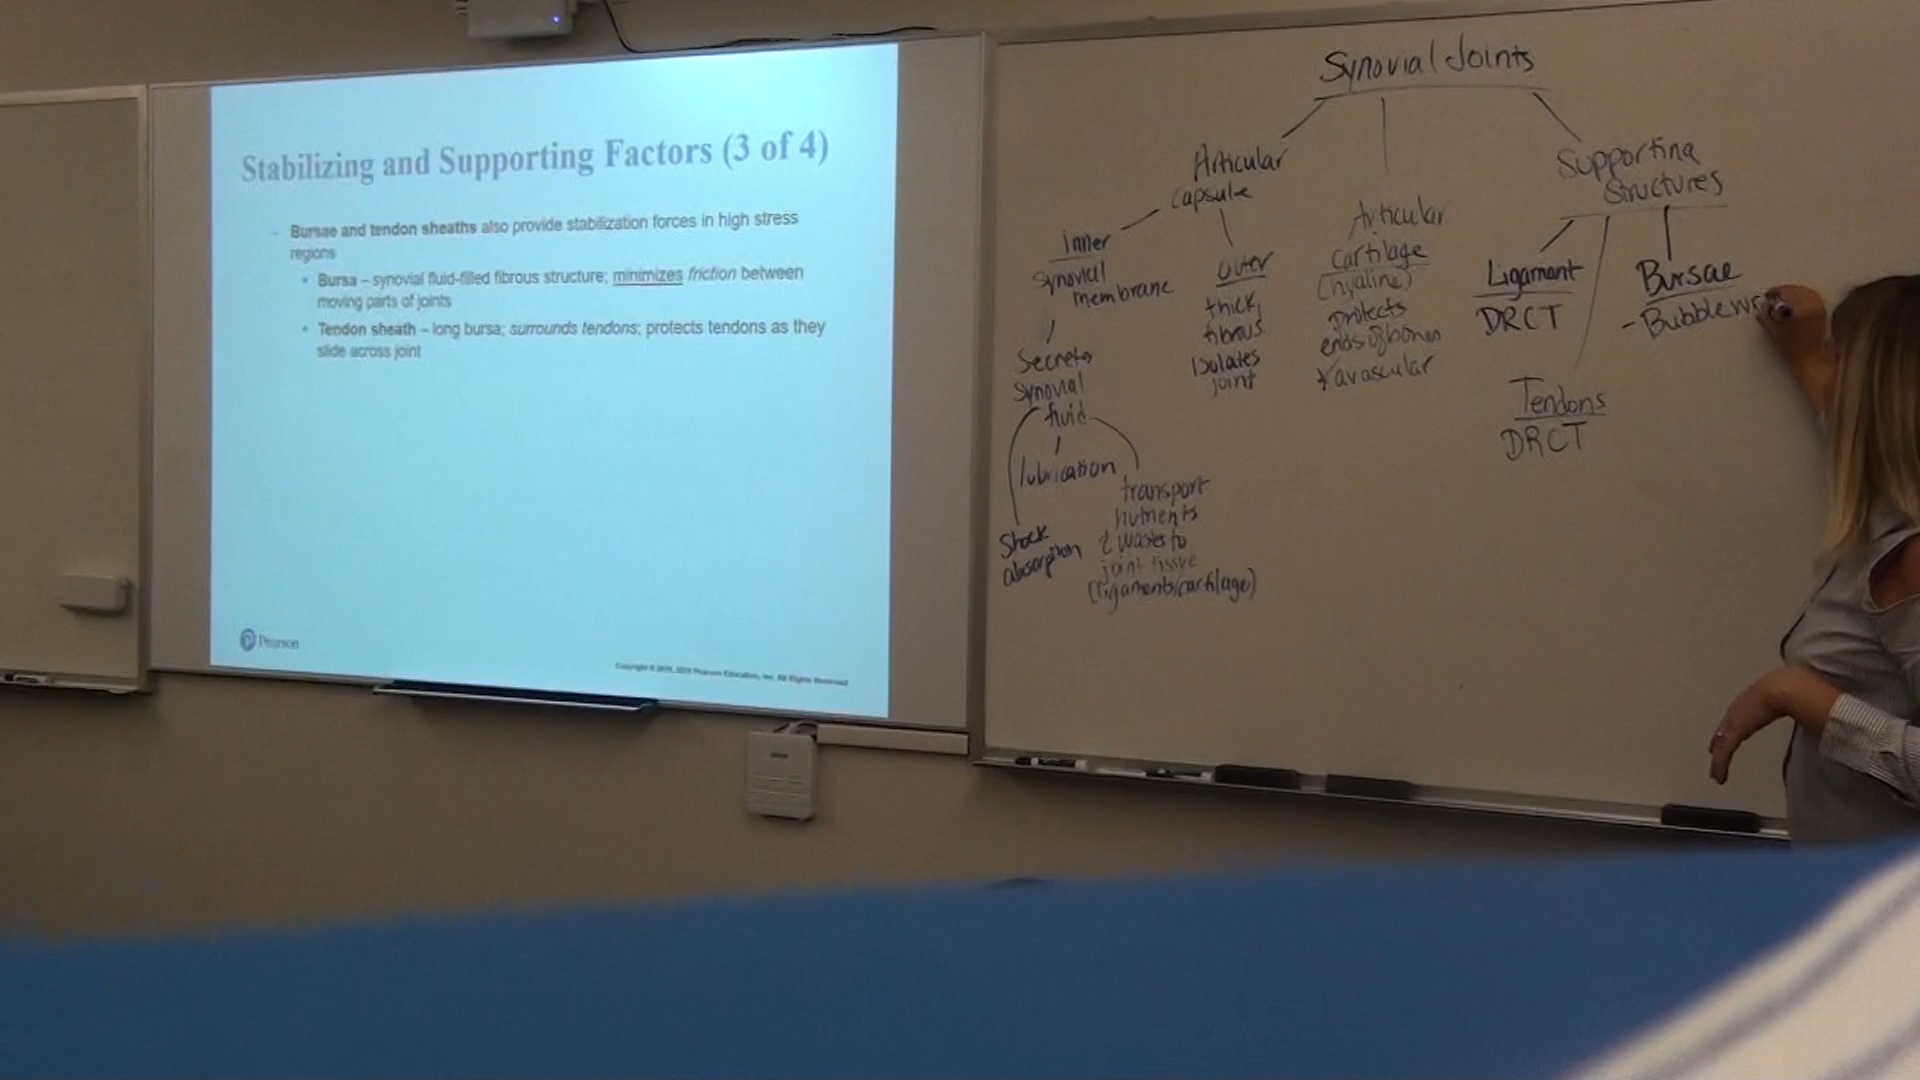 Stabilizing and Supporting Factors (3 of 4)
– Bursae and tendon sheaths also provide stabilization forces in high stress
regions
• Bursa – synovial fluid-filled fibrous structure; minimizes friction between
moving parts of joints
• Tendon sheath – long bursa; surrounds tendons; protects tendons as they
slide across joint
Pearson
Synovial Joints
Articular
capsule
inner
synovial
membrane
Secretes
synovial
fluid
lubrication
Shock
absorption
transport
nutrients
& wastes to
joint tissue
(ligaments/cartilage)
outer
thick,
fibrous
isolates
joint
Articular
cartilage
(hyaline)
protects
ends of bones
avascular
Supporting
Structures
Ligament
DRCT
Tendons
DRCT
Bursae